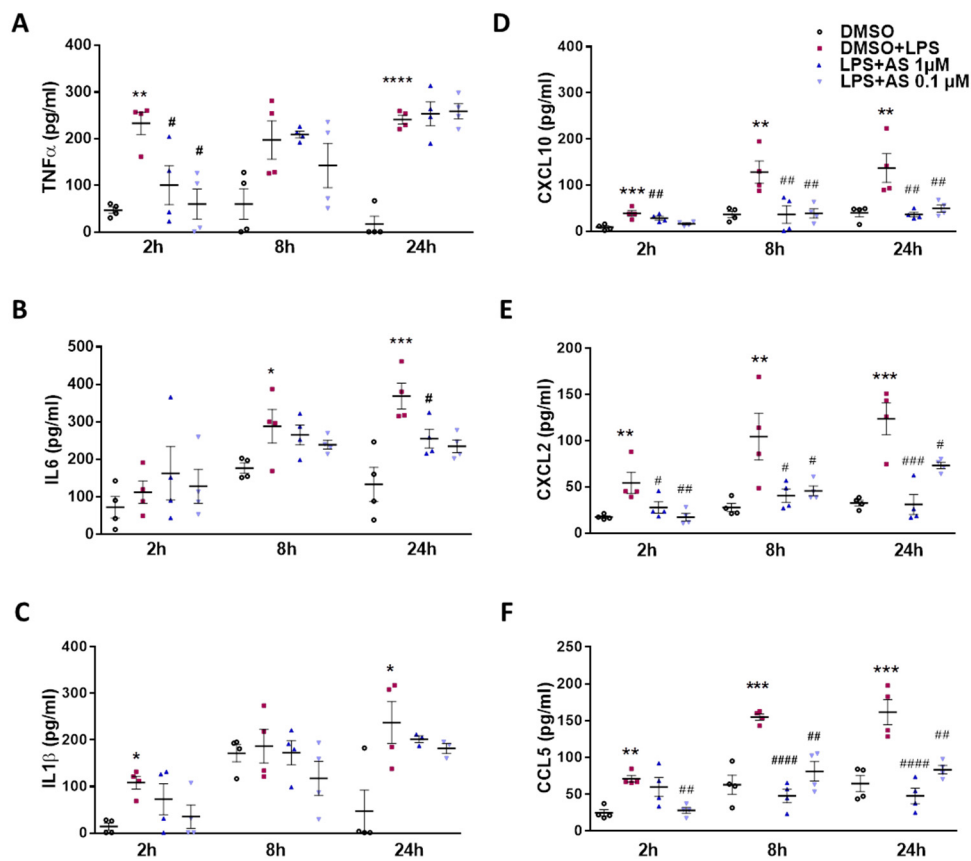 A
TNFα (pg/ml)
400
300
200
100
0
**
#
#
****
2h
8h
24h
B
IL6 (pg/ml)
500
400
300
200
100
0
*
***
#
2h
8h
24h
C
IL1β (pg/ml)
400
300
200
100
0
*
*
2h
8h
24h
D
DMSO
DMSO+LPS
LPS+AS 1μM
LPS+AS 0.1 μM
CXCL10 (pg/ml)
400
300
200
100
0
***
##
**
##
##
**
##
##
2h
8h
24h
E
CXCL2 (pg/ml)
200
150
100
50
0
**
#
##
**
#
#
***
###
#
2h
8h
24h
F
CCL5 (pg/ml)
250
200
150
100
50
0
**
##
***
####
##
***
####
##
2h
8h
24h